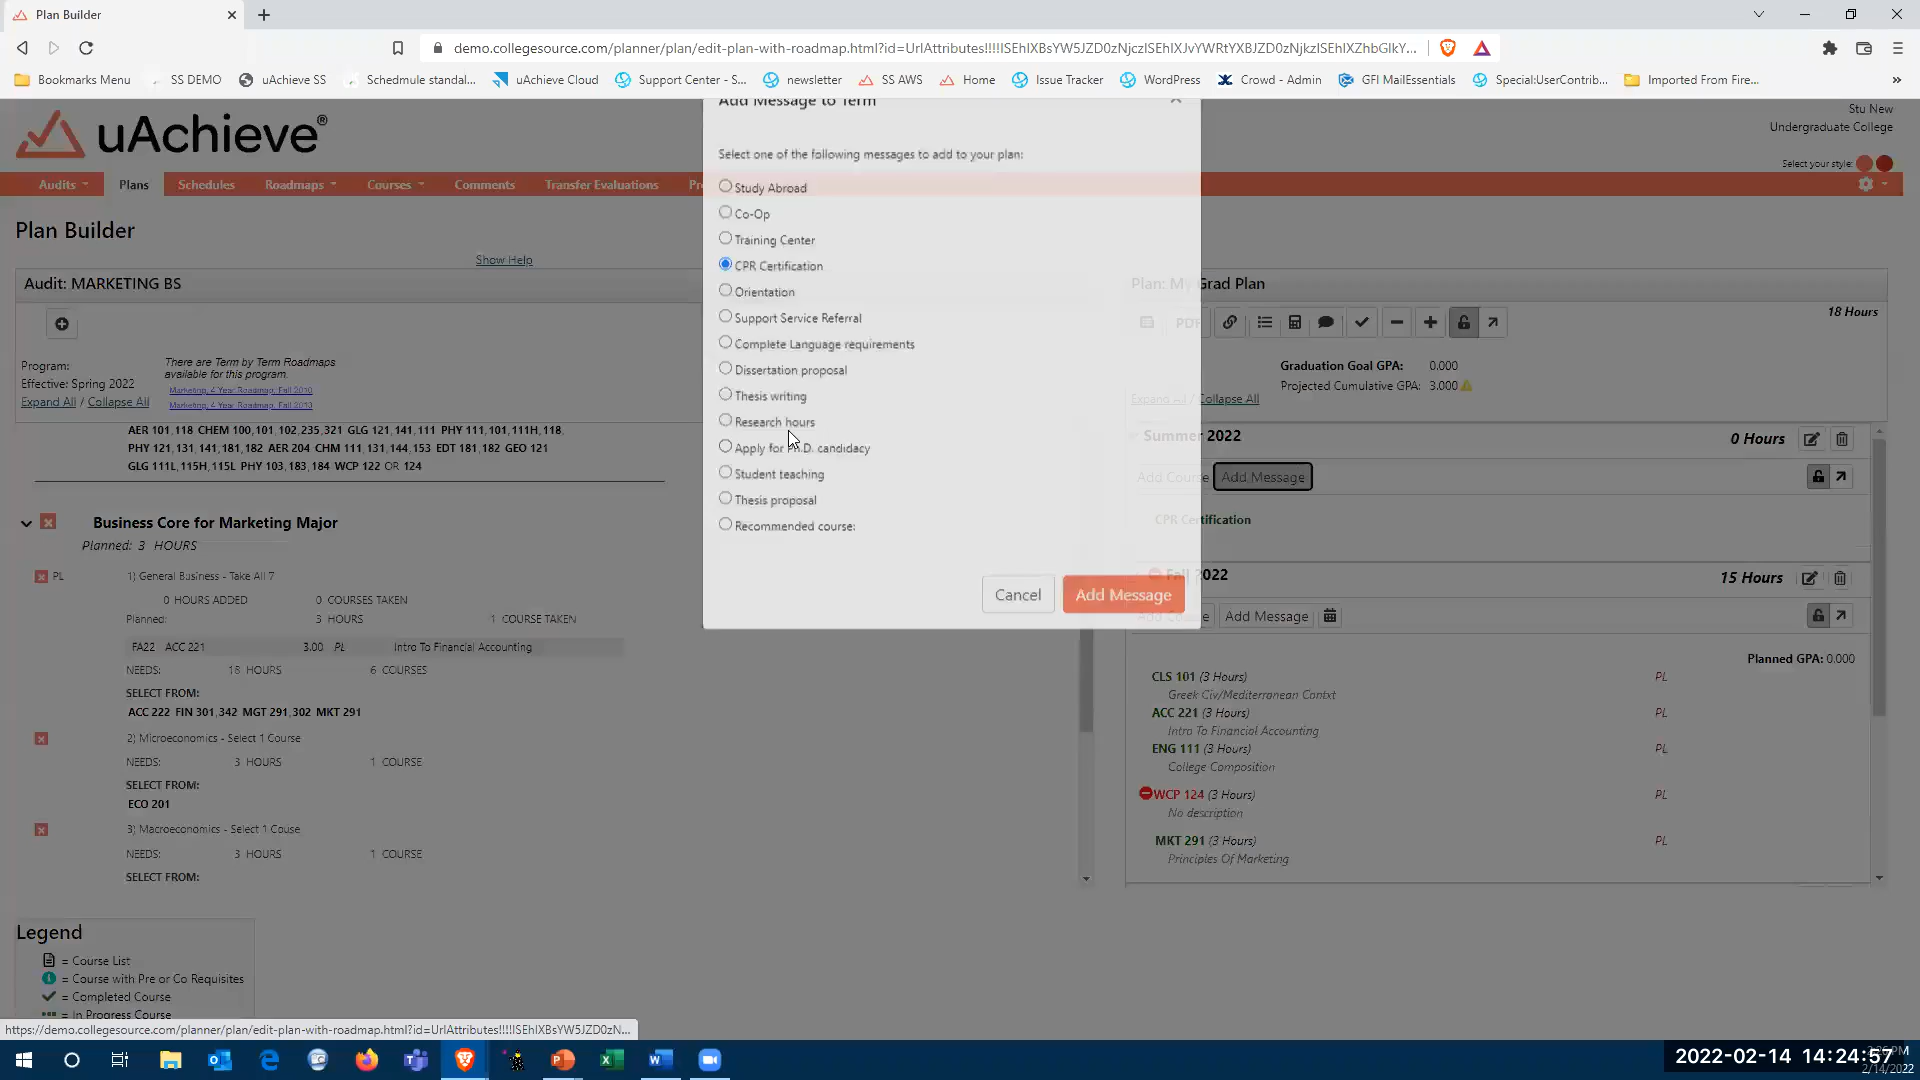 Plan Builder
demo.collegesource.com/planner/plan/edit-plan-with-roadmap.html?id=UrlAttributes!!!!ISEhIXBsYW5JZD0zNjczISEhIXJvYWRtYXBJZD0zNjkzISEhIXZhbGlkY...
Bookmarks Menu
SS DEMO
uAchieve SS
Schedmule standal...
uAchieve Cloud
Support Center - S...
newsletter
SS AWS
Home
Issue Tracker
WordPress
Crowd - Admin
GFI MailEssentials
Special:UserContrib...
Imported From Fire...
uAchieve®
Stu New
Undergraduate College
Select your style:
Audits
Plans
Schedules
Roadmaps
Courses
Comments
Transfer Evaluations
Plan Builder
Show Help
Audit: MARKETING BS
Program:
Effective: Spring 2022
Expand All / Collapse All
There are Term by Term Roadmaps
available for this program.
Marketing, 4 Year Roadmap, Fall 2010
Marketing, 4 Year Roadmap, Fall 2013
AER 101,118 CHEM 100,101,102,235,321 GLG 121,141,111 PHY 111,101,111H,118,
PHY 121,131,141,181,182 AER 204 CHM 111,131,144,153 EDT 181,182 GEO 121
GLG 111L,115H,115L PHY 103,183,184 WCP 122 OR 124
Business Core for Marketing Major
Planned: 3 HOURS
PL
1) General Business - Take All 7
0 HOURS ADDED 0 COURSES TAKEN
Planned: 3 HOURS 1 COURSE TAKEN
FA22 ACC 221 3.00 PL Intro To Financial Accounting
NEEDS: 18 HOURS 6 COURSES
SELECT FROM:
ACC 222 FIN 301,342 MGT 291,302 MKT 291
2) Microeconomics - Select 1 Course
NEEDS: 3 HOURS 1 COURSE
SELECT FROM:
ECO 201
3) Macroeconomics - Select 1 Couse
NEEDS: 3 HOURS 1 COURSE
SELECT FROM:
Legend
= Course List
= Course with Pre or Co Requisites
= Completed Course
= In Progress Course
Add Message to Term
Select one of the following messages to add to your plan:
Study Abroad
Co-Op
Training Center
CPR Certification
Orientation
Support Service Referral
Complete Language requirements
Dissertation proposal
Thesis writing
Research hours
Apply for Ph.D. candidacy
Student teaching
Thesis proposal
Recommended course:
Cancel
Add Message
Plan: My Grad Plan
PDF
18 Hours
Graduation Goal GPA: 0.000
Projected Cumulative GPA: 3.000
Expand All / Collapse All
Summer 2022
0 Hours
Add Course
Add Message
CPR Certification
Fall 2022
15 Hours
Add Course
Add Message
Planned GPA: 0.000
CLS 101 (3 Hours) PL
Greek Civ/Mediterranean Contxt
ACC 221 (3 Hours) PL
Intro To Financial Accounting
ENG 111 (3 Hours) PL
College Composition
WCP 124 (3 Hours) PL
No description
MKT 291 (3 Hours) PL
Principles Of Marketing
https://demo.collegesource.com/planner/plan/edit-plan-with-roadmap.html?id=UrlAttributes!!!!ISEhIXBsYW5JZD0zN...
2022-02-14 14:24:57
2/14/2022